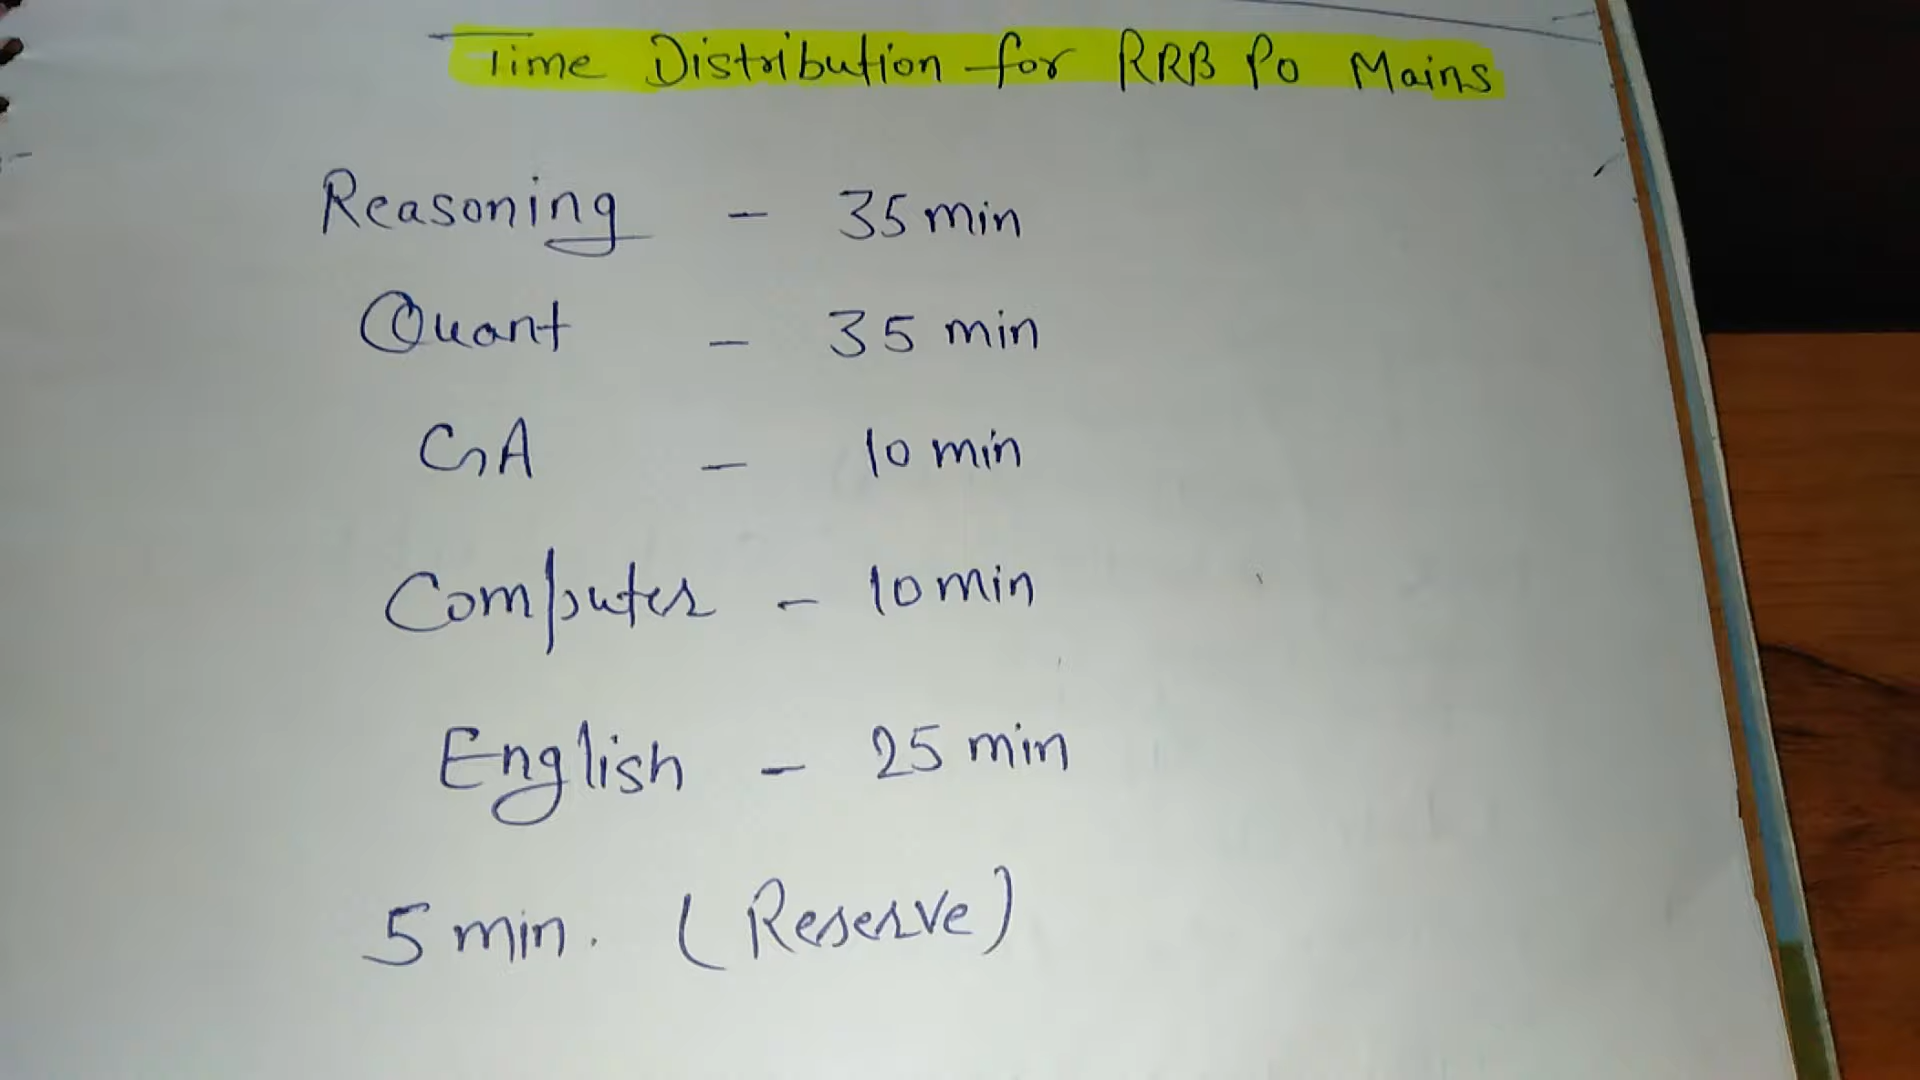 Time Distribution for RRB PO Mains
Reasoning - 35 min
Quant - 35 min
GA - 10 min
Computer - 10 min
English - 25 min
5 min. (Reserve)